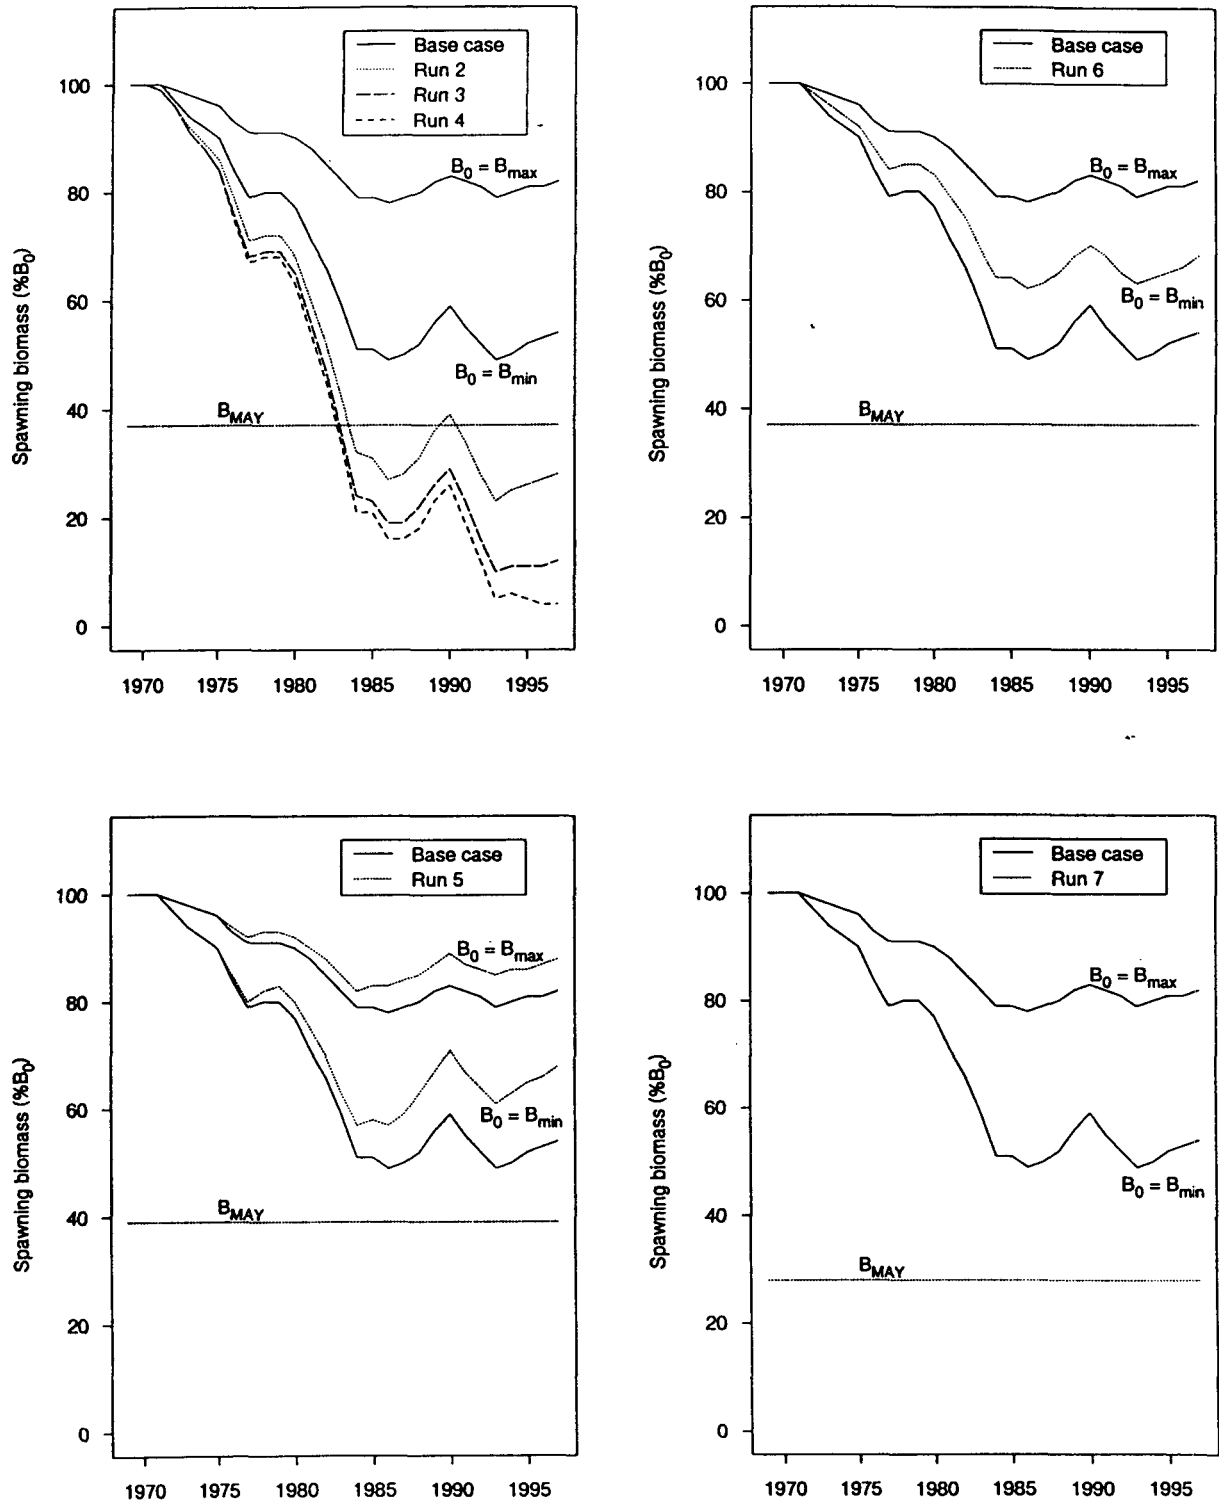 Base case
Run 2
Run 3
Run 4
Spawning biomass (%B0)
100
80
60
40
20
0
B0 = Bmax
B0 = Bmin
BMAY
1970 1975 1980 1985 1990 1995
Base case
Run 6
Spawning biomass (%B0)
100
80
60
40
20
0
B0 = Bmax
B0 = Bmin
BMAY
1970 1975 1980 1985 1990 1995
Base case
Run 5
Spawning biomass (%B0)
100
80
60
40
20
0
B0 = Bmax
B0 = Bmin
BMAY
1970 1975 1980 1985 1990 1995
Base case
Run 7
Spawning biomass (%B0)
100
80
60
40
20
0
B0 = Bmax
B0 = Bmin
BMAY
1970 1975 1980 1985 1990 1995